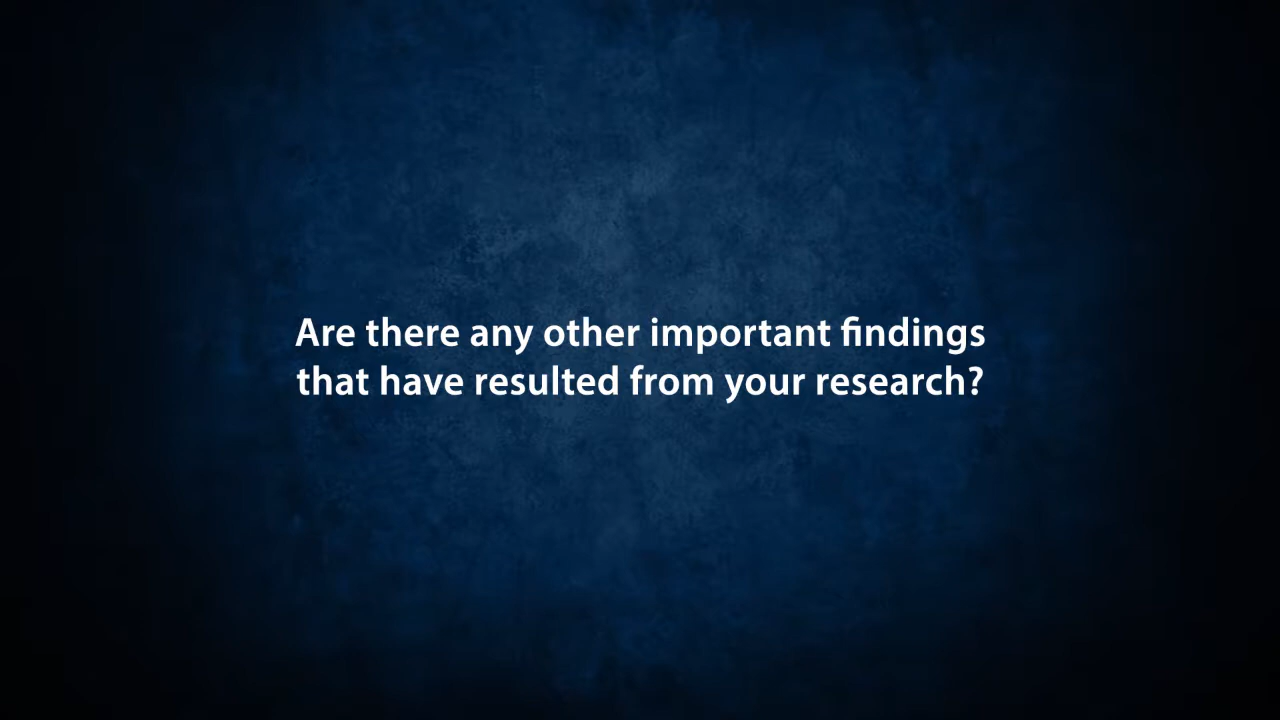 Are there any other important findings
that have resulted from your research?